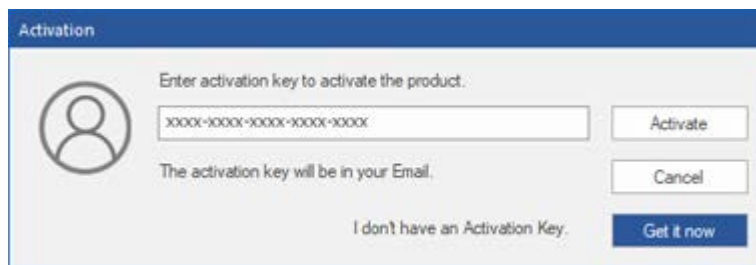 Activation
Enter activation key to activate the product.
xxxx-xxxx-xxxx-xxxx-xxxx
Activate
The activation key will be in your Email.
Cancel
I don't have an Activation Key.
Get it now